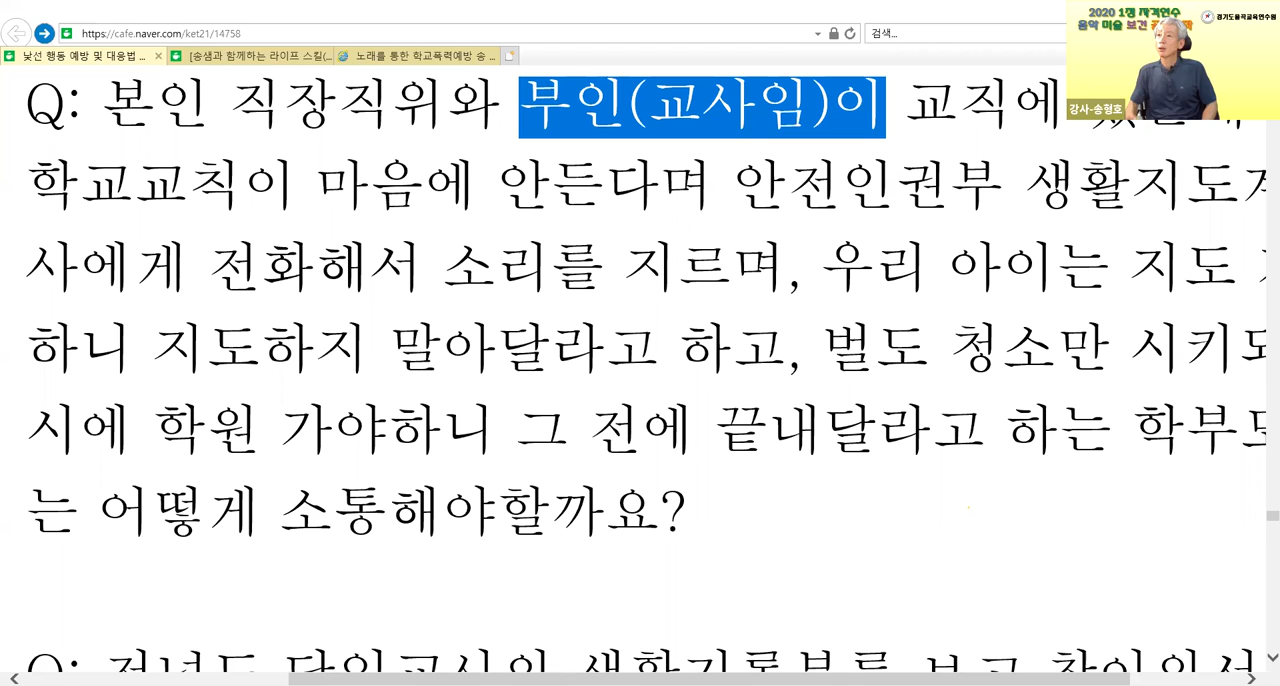 https://cafe.naver.com/ket21/14758
검색...
2020 1정 자격연수
음악 미술 보건
경기도율곡교육연수원
낯선 행동 예방 및 대응법 ...
[송샘과 함께하는 라이프 스킬(...
노래를 통한 학교폭력예방 송 ...
강사-송형호
Q: 본인 직장직위와 부인(교사임)이 교직에
학교교칙이 마음에 안든다며 안전인권부 생활지도
사에게 전화해서 소리를 지르며, 우리 아이는 지도
하니 지도하지 말아달라고 하고, 벌도 청소만 시키
시에 학원 가야하니 그 전에 끝내달라고 하는 학부
는 어떻게 소통해야할까요?